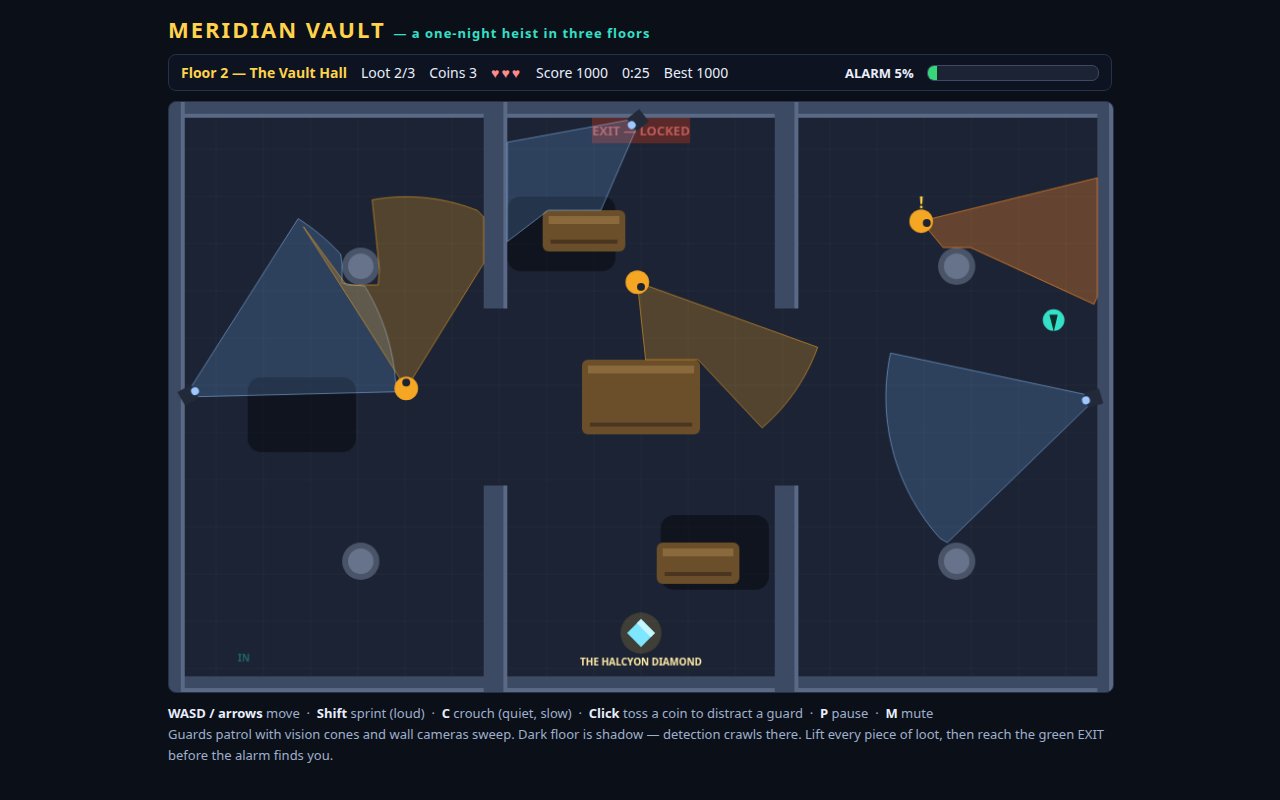 MERIDIAN VAULT — a one-night heist in three floors
Floor 2 — The Vault Hall Loot 2/3 Coins 3 ♥♥♥ Score 1000 0:25 Best 1000 ALARM 5%
EXIT — LOCKED
!
THE HALCYON DIAMOND
IN
WASD / arrows move · Shift sprint (loud) · C crouch (quiet, slow) · Click toss a coin to distract a guard · P pause · M mute
Guards patrol with vision cones and wall cameras sweep. Dark floor is shadow — detection crawls there. Lift every piece of loot, then reach the green EXIT
before the alarm finds you.